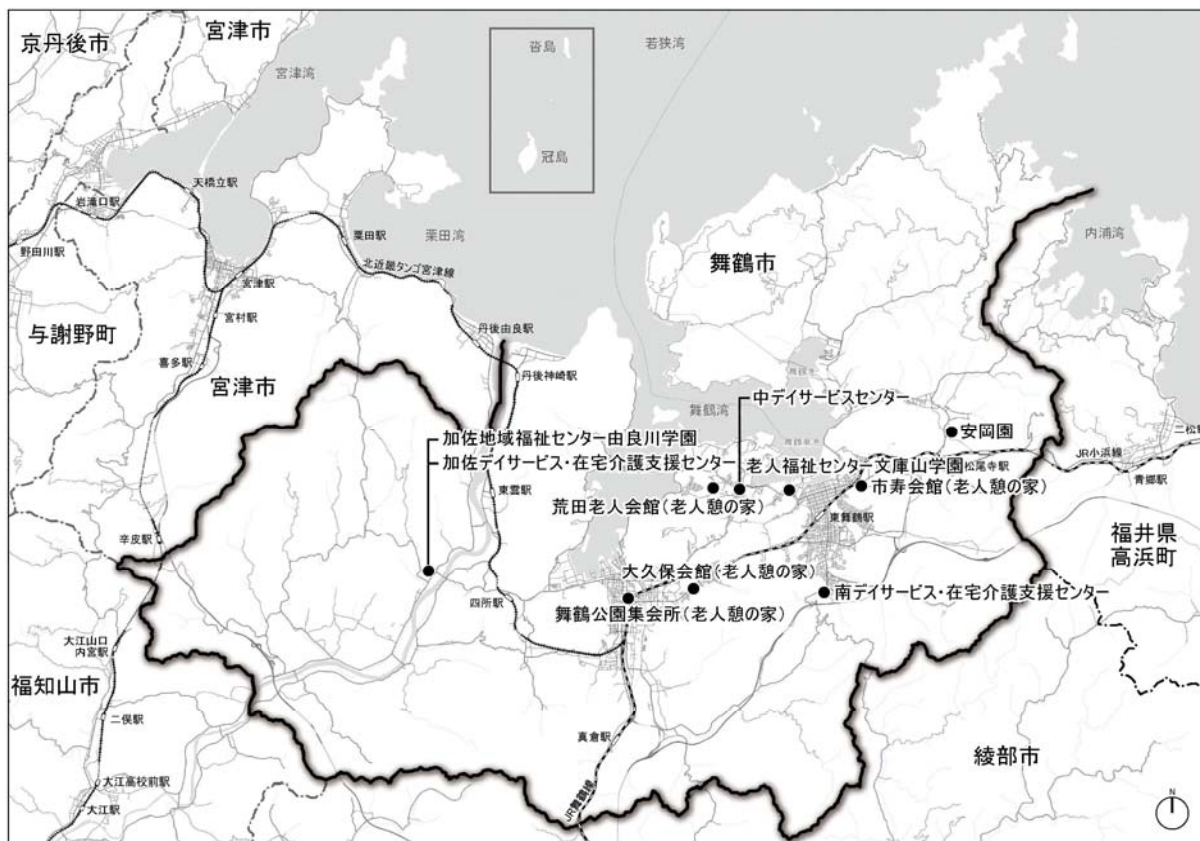 京丹後市
宮津市
宮津湾
沓島
若狭湾
冠島
天橋立駅
岩滝口駅
野田川駅
栗田駅
栗田湾
北近畿タンゴ宮津線
舞鶴市
内浦湾
与謝野町
宮津駅
宮村駅
喜多駅
宮津市
丹後由良駅
丹後神崎駅
舞鶴湾
中デイサービスセンター
加佐地域福祉センター由良川学園
加佐デイサービス・在宅介護支援センター
安岡園
三松駅
JR小浜線
松尾寺駅
青郷駅
老人福祉センター文庫山学園
市寿会館(老人憩の家)
東雲駅
荒田老人会館(老人憩の家)
東舞鶴駅
福井県
高浜町
辛皮駅
大久保会館(老人憩の家)
四所駅
舞鶴公園集会所(老人憩の家)
南デイサービス・在宅介護支援センター
大江山口
内宮駅
福知山市
二俣駅
真倉駅
綾部市
大江高校前駅
大江駅
JR舞鶴線
N